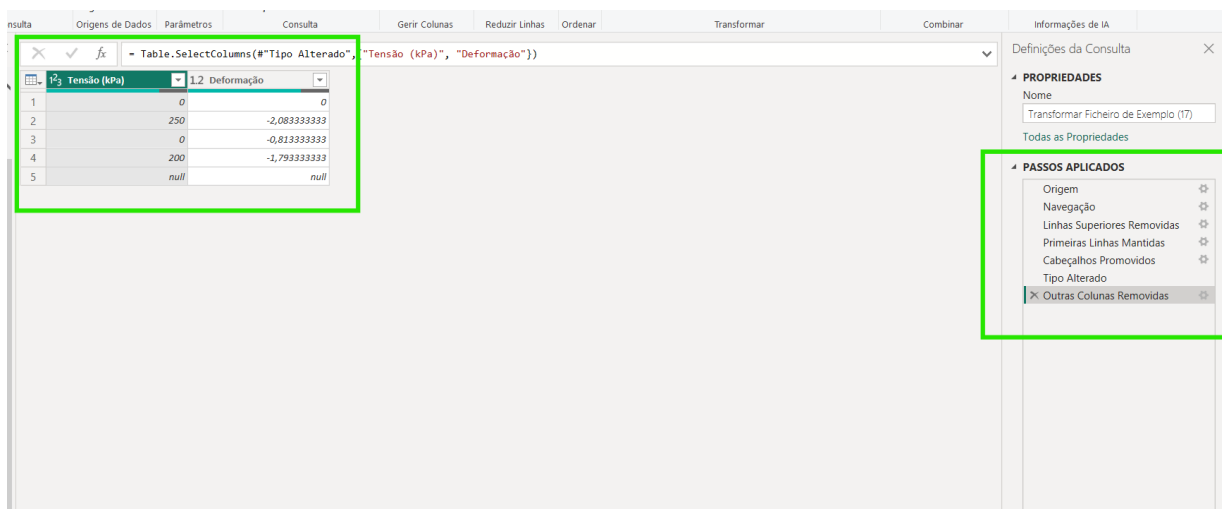 nsulta Origens de Dados Parâmetros Consulta Gerir Colunas Reduzir Linhas Ordenar Transformar Combinar Informações de IA
fx = Table.SelectColumns(#"Tipo Alterado",{"Tensão (kPa)", "Deformação"})
1²3 Tensão (kPa) 1.2 Deformação
1 0 0
2 250 -2,083333333
3 0 -0,813333333
4 200 -1,793333333
5 null null
Definições da Consulta
PROPRIEDADES
Nome
Transformar Ficheiro de Exemplo (17)
Todas as Propriedades
PASSOS APLICADOS
Origem
Navegação
Linhas Superiores Removidas
Primeiras Linhas Mantidas
Cabeçalhos Promovidos
Tipo Alterado
Outras Colunas Removidas